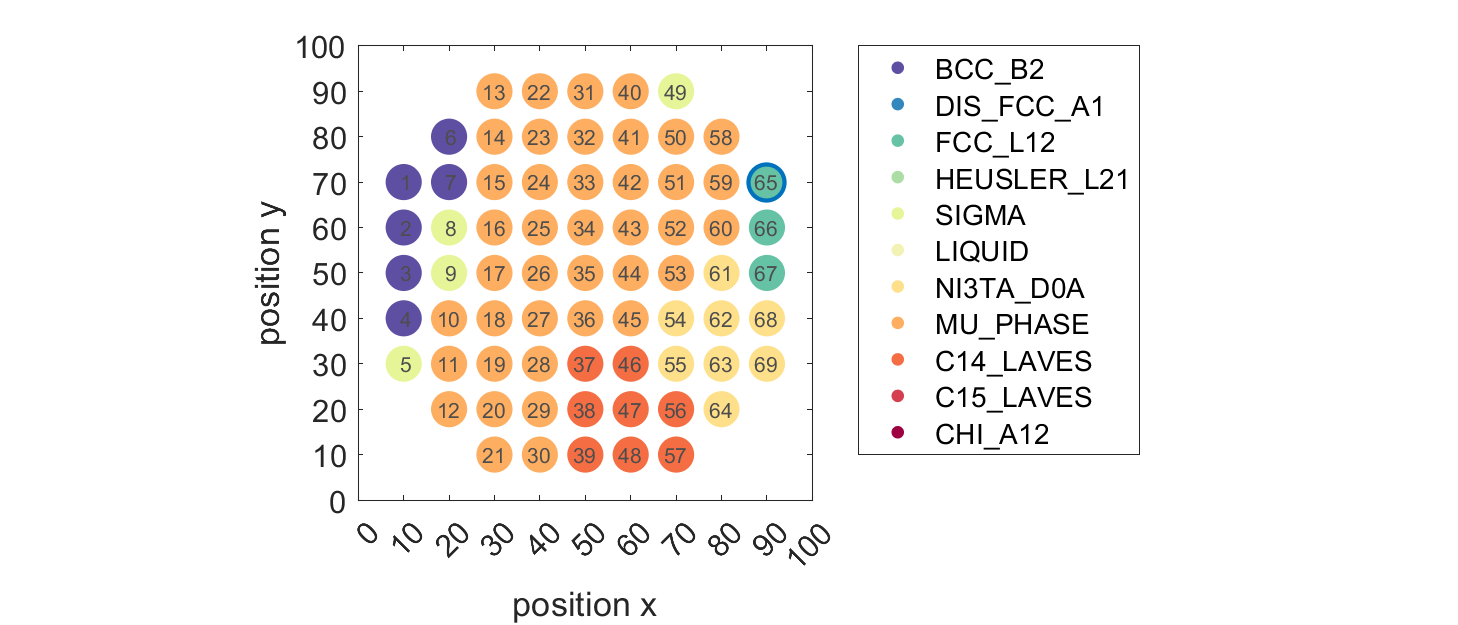 100
90
80
70
60
50
40
30
20
10
0
position y
13 22 31 40 49
6 14 23 32 41 50 58
1 7 15 24 33 42 51 59 65
2 8 16 25 34 43 52 60 66
3 9 17 26 35 44 53 61 67
4 10 18 27 36 45 54 62 68
5 11 19 28 37 46 55 63 69
12 20 29 38 47 56 64
21 30 39 48 57
0 10 20 30 40 50 60 70 80 90 100
position x
BCC_B2
DIS_FCC_A1
FCC_L12
HEUSLER_L21
SIGMA
LIQUID
NI3TA_D0A
MU_PHASE
C14_LAVES
C15_LAVES
CHI_A12